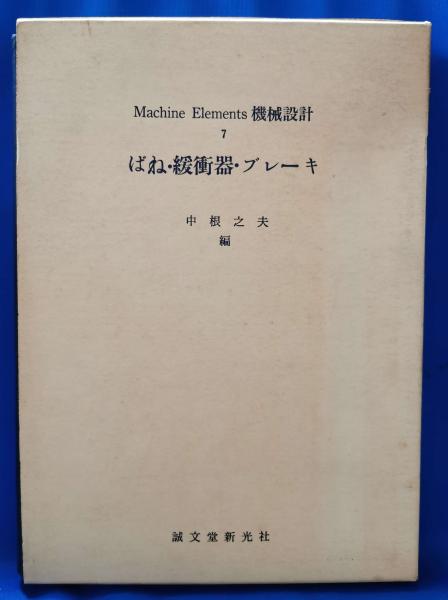 Machine Elements 機械設計
7
ばね・緩衝器・ブレーキ
中根之夫
編
誠文堂新光社